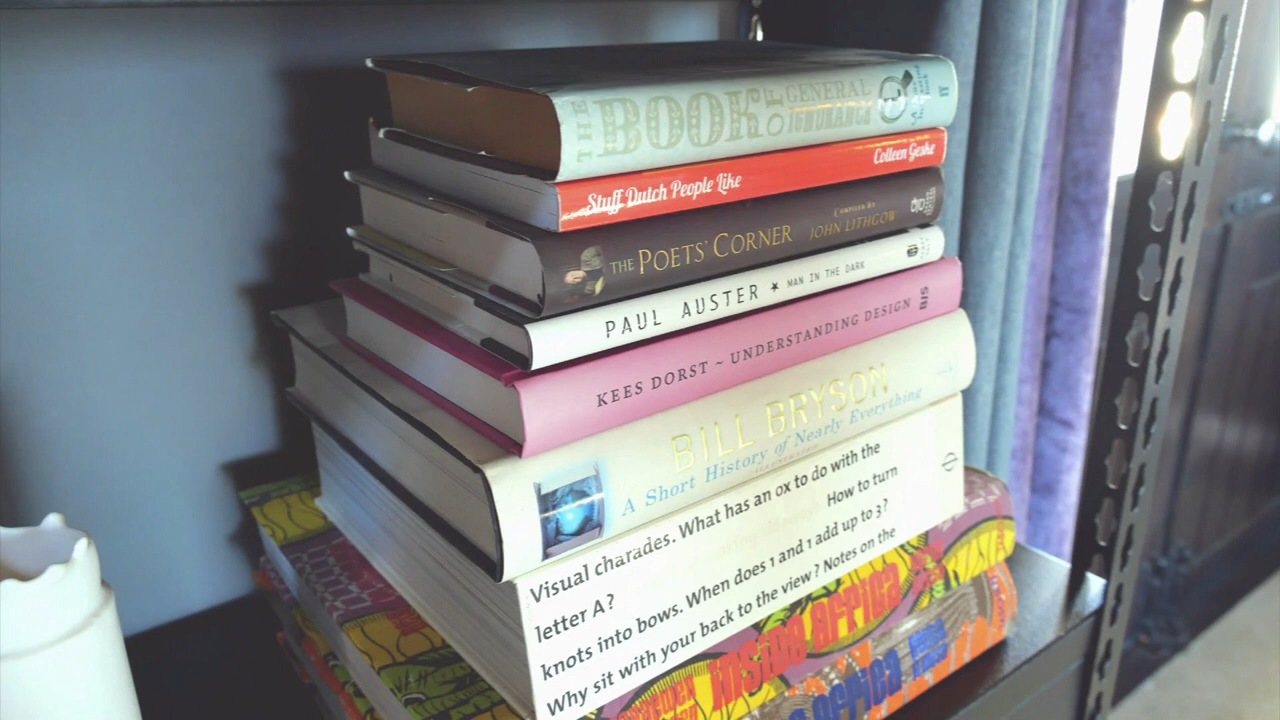 THE BOOK OF GENERAL IGNORANCE
Stuff Dutch People Like Colleen Geske
THE POETS' CORNER COMPILED BY JOHN LITHGOW
PAUL AUSTER ★ MAN IN THE DARK
KEES DORST ~ UNDERSTANDING DESIGN BIS
BILL BRYSON
A Short History of Nearly Everything
ILLUSTRATED
Visual charades. What has an ox to do with the
letter A? How to turn
knots into bows. When does 1 and 1 add up to 3?
Why sit with your back to the view? Notes on the
inside africa
africa